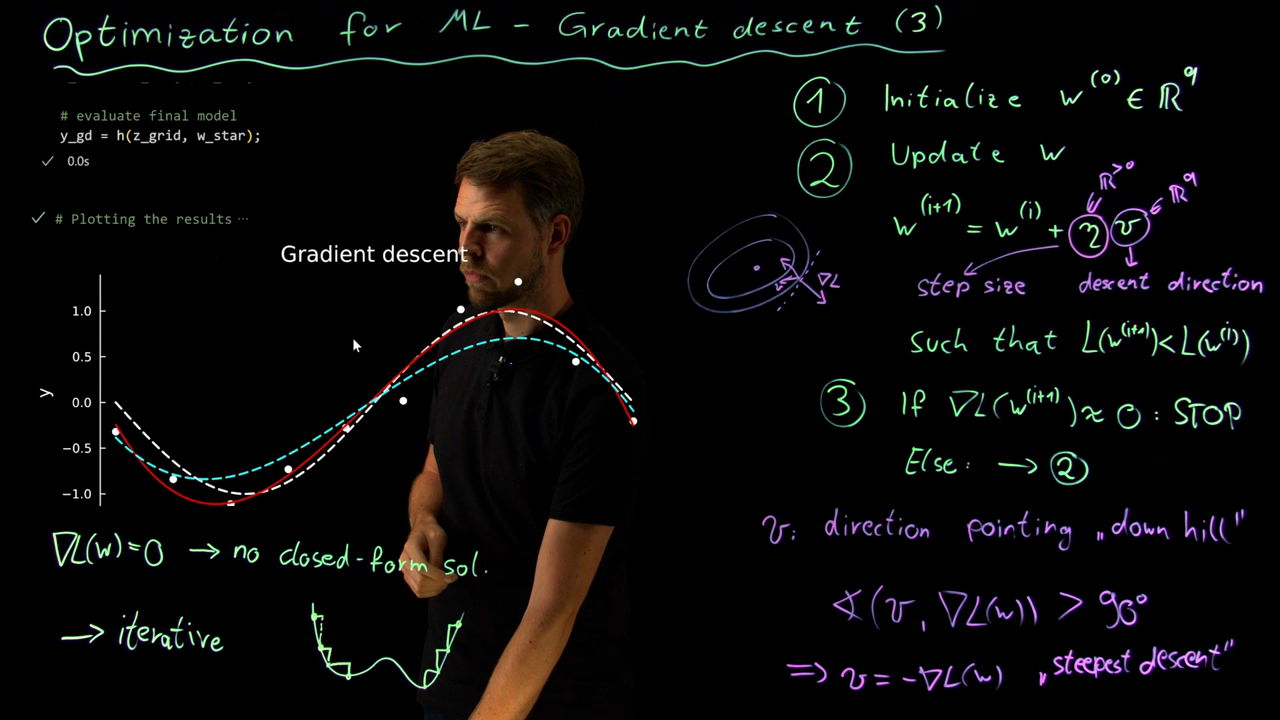 Optimization for ML - Gradient descent (3)
# evaluate final model
y_gd = h(z_grid, w_star);
✓ 0.0s
✓ # Plotting the results ···
Gradient descent
1.0
0.5
0.0
−0.5
−1.0
y
∇L(w)=0 → no closed-form sol.
→ iterative
① Initialize w^(0) ∈ ℝ^q
② Update w
ℝ^>0
ℝ^q
w^(i+1) = w^(i) + η v
step size
descent direction
∇L
such that L(w^(i+1)) < L(w^(i))
③ If ∇L(w^(i+1)) ≈ 0 : STOP
Else: → ②
v: direction pointing „down hill"
∢(v, ∇L(w)) > 90°
⇒ v = -∇L(w) „steepest descent"